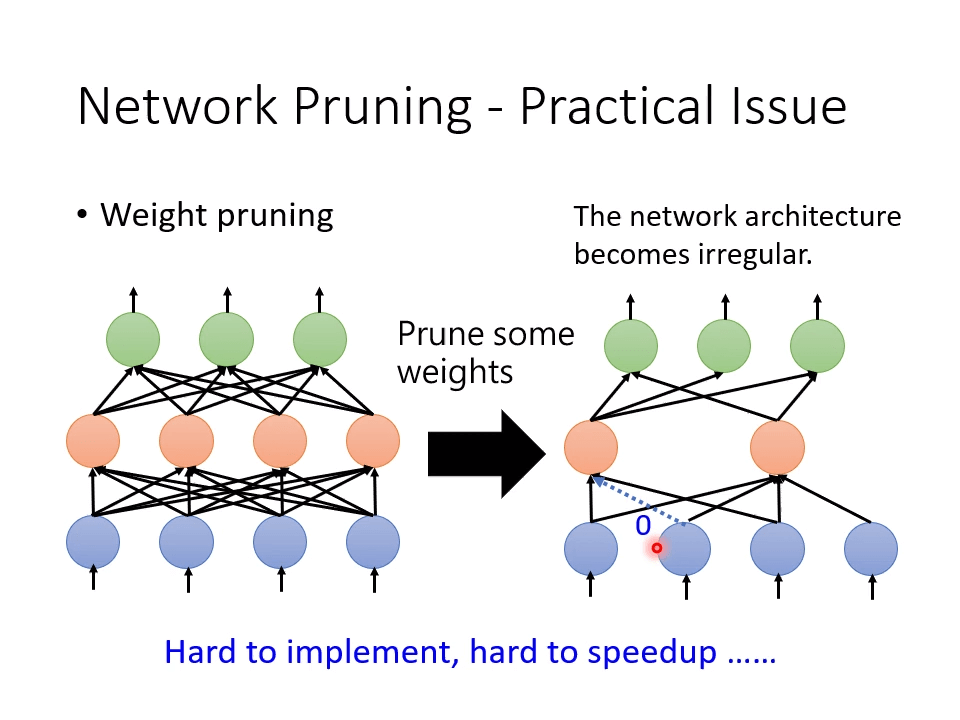 Network Pruning - Practical Issue
• Weight pruning
The network architecture
becomes irregular.
Prune some
weights
0
Hard to implement, hard to speedup ......